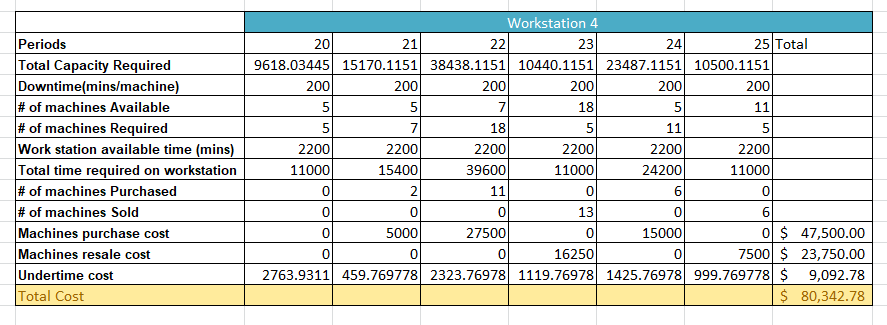 Workstation 4
Periods 20 21 22 23 24 25 Total
Total Capacity Required 9618.03445 15170.1151 38438.1151 10440.1151 23487.1151 10500.1151
Downtime(mins/machine) 200 200 200 200 200 200
# of machines Available 5 5 7 18 5 11
# of machines Required 5 7 18 5 11 5
Work station available time (mins) 2200 2200 2200 2200 2200 2200
Total time required on workstation 11000 15400 39600 11000 24200 11000
# of machines Purchased 0 2 11 0 6 0
# of machines Sold 0 0 0 13 0 6
Machines purchase cost 0 5000 27500 0 15000 0 $ 47,500.00
Machines resale cost 0 0 0 16250 0 7500 $ 23,750.00
Undertime cost 2763.9311 459.769778 2323.76978 1119.76978 1425.76978 999.769778 $ 9,092.78
Total Cost $ 80,342.78